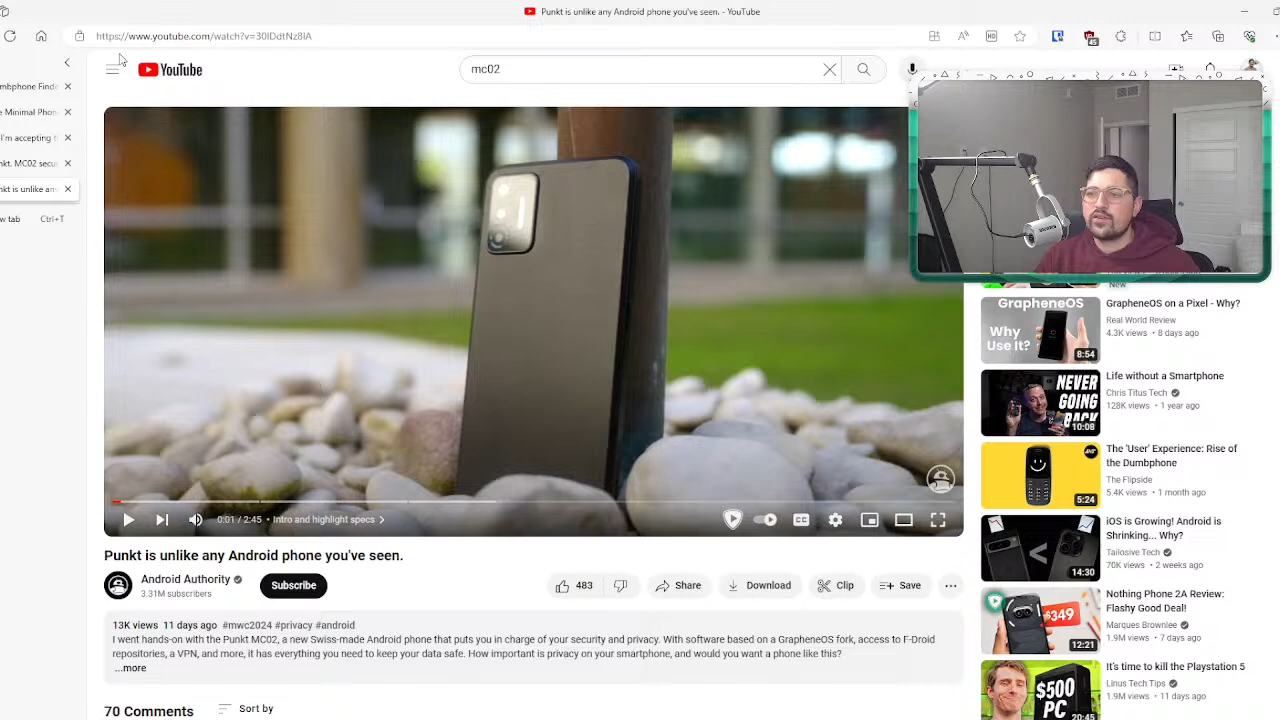 Punkt is unlike any Android phone you've seen. - YouTube
https://www.youtube.com/watch?v=30lDdtNz8lA
45
YouTube
mc02
mbphone Finde
e Minimal Phon
I'm accepting t
nkt. MC02 secu
nkt is unlike an
w tab Ctrl+T
0:01 / 2:45 • Intro and highlight specs
CC
Punkt is unlike any Android phone you've seen.
Android Authority
3.31M subscribers
Subscribe
483
Share
Download
Clip
Save
13K views 11 days ago #mwc2024 #privacy #android
I went hands-on with the Punkt MC02, a new Swiss-made Android phone that puts you in charge of your security and privacy. With software based on a GrapheneOS fork, access to F-Droid
repositories, a VPN, and more, it has everything you need to keep your data safe. How important is privacy on your smartphone, and would you want a phone like this?
...more
70 Comments
Sort by
New
GrapheneOS
Why
Use It?
8:54
GrapheneOS on a Pixel - Why?
Real World Review
4.3K views • 8 days ago
NEVER
GOING
BACK
10:08
Life without a Smartphone
Chris Titus Tech
128K views • 1 year ago
5:24
The 'User' Experience: Rise of
the Dumbphone
The Flipside
5.4K views • 1 month ago
14:30
iOS is Growing! Android is
Shrinking... Why?
Tailosive Tech
70K views • 2 weeks ago
$349
12:21
Nothing Phone 2A Review:
Flashy Good Deal!
Marques Brownlee
1.9M views • 7 days ago
$500
PC
20:45
It's time to kill the Playstation 5
Linus Tech Tips
1.9M views • 11 days ago